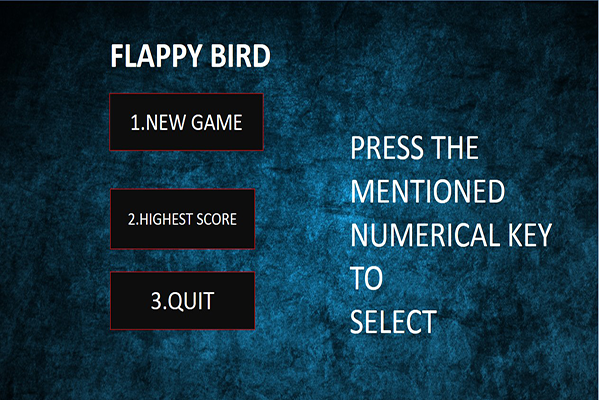 FLAPPY BIRD
1.NEW GAME
2.HIGHEST SCORE
3.QUIT
PRESS THE
MENTIONED
NUMERICAL KEY
TO
SELECT